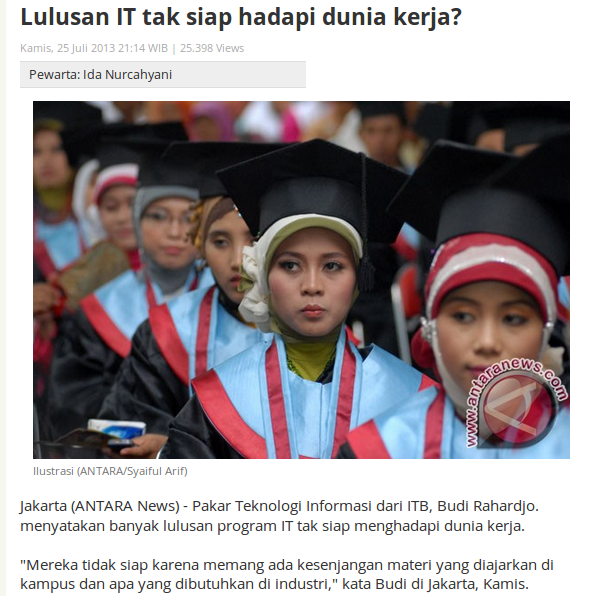 Lulusan IT tak siap hadapi dunia kerja?
Kamis, 25 Juli 2013 21:14 WIB | 25.398 Views
Pewarta: Ida Nurcahyani
www.antaranews.com
Ilustrasi (ANTARA/Syaiful Arif)
Jakarta (ANTARA News) - Pakar Teknologi Informasi dari ITB, Budi Rahardjo.
menyatakan banyak lulusan program IT tak siap menghadapi dunia kerja.
"Mereka tidak siap karena memang ada kesenjangan materi yang diajarkan di
kampus dan apa yang dibutuhkan di industri," kata Budi di Jakarta, Kamis.